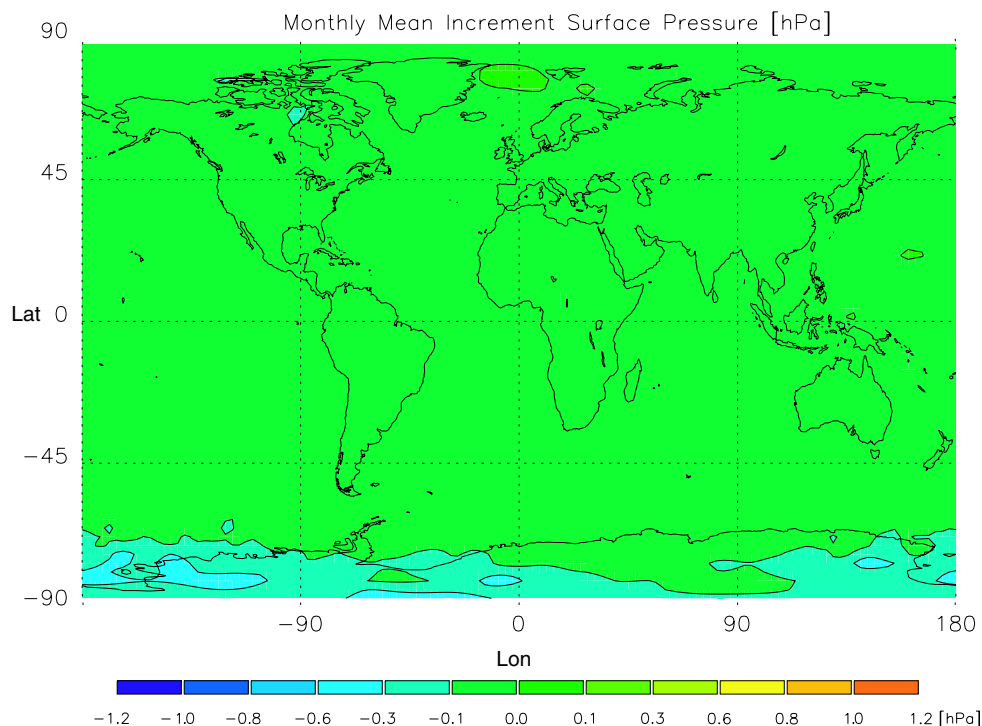 Monthly Mean Increment Surface Pressure [hPa]
90
45
Lat 0
−45
−90
−90 0 90 180
Lon
-1.2 -1.0 -0.8 -0.6 -0.3 -0.1 0.0 0.1 0.3 0.6 0.8 1.0 1.2 [hPa]